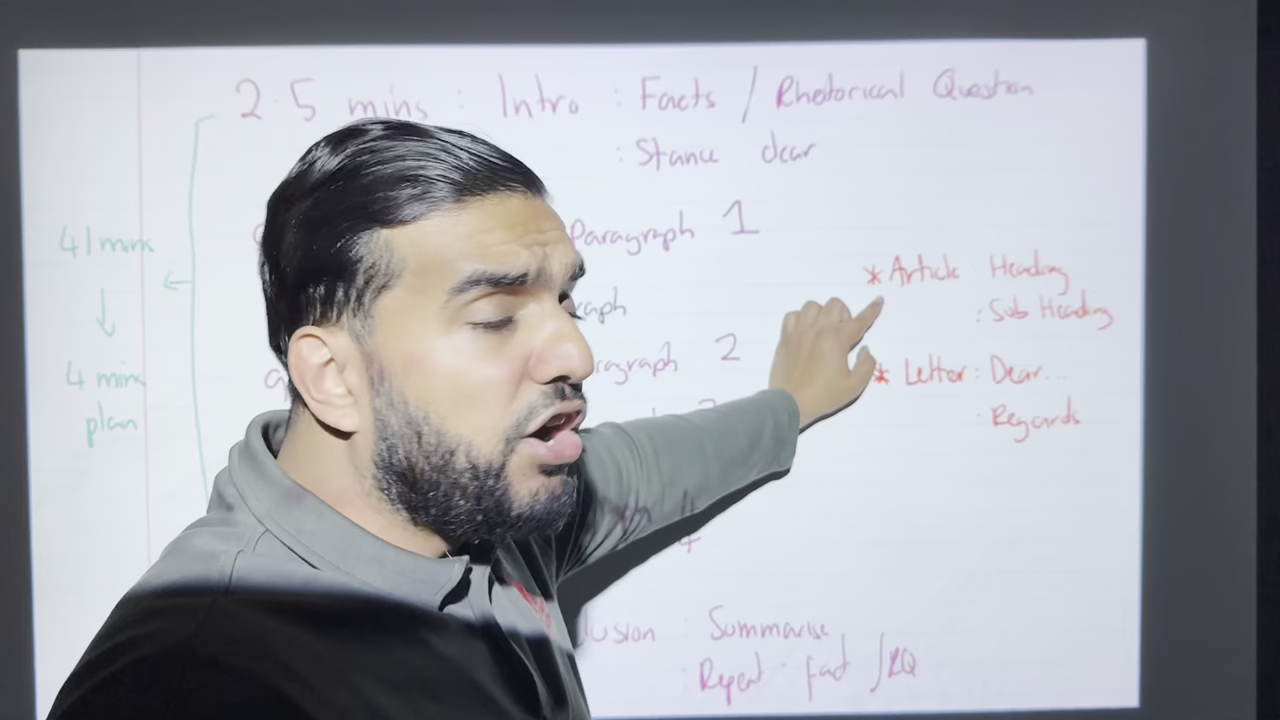 2.5 mins : Intro : Facts / Rhetorical Question
: Stance clear
Paragraph 1
41 mins
* Article : Heading
: Sub Heading
4 mins
plan
2
* Letter : Dear...
: Regards
4
: Summarise
: Repeat fact / RQ